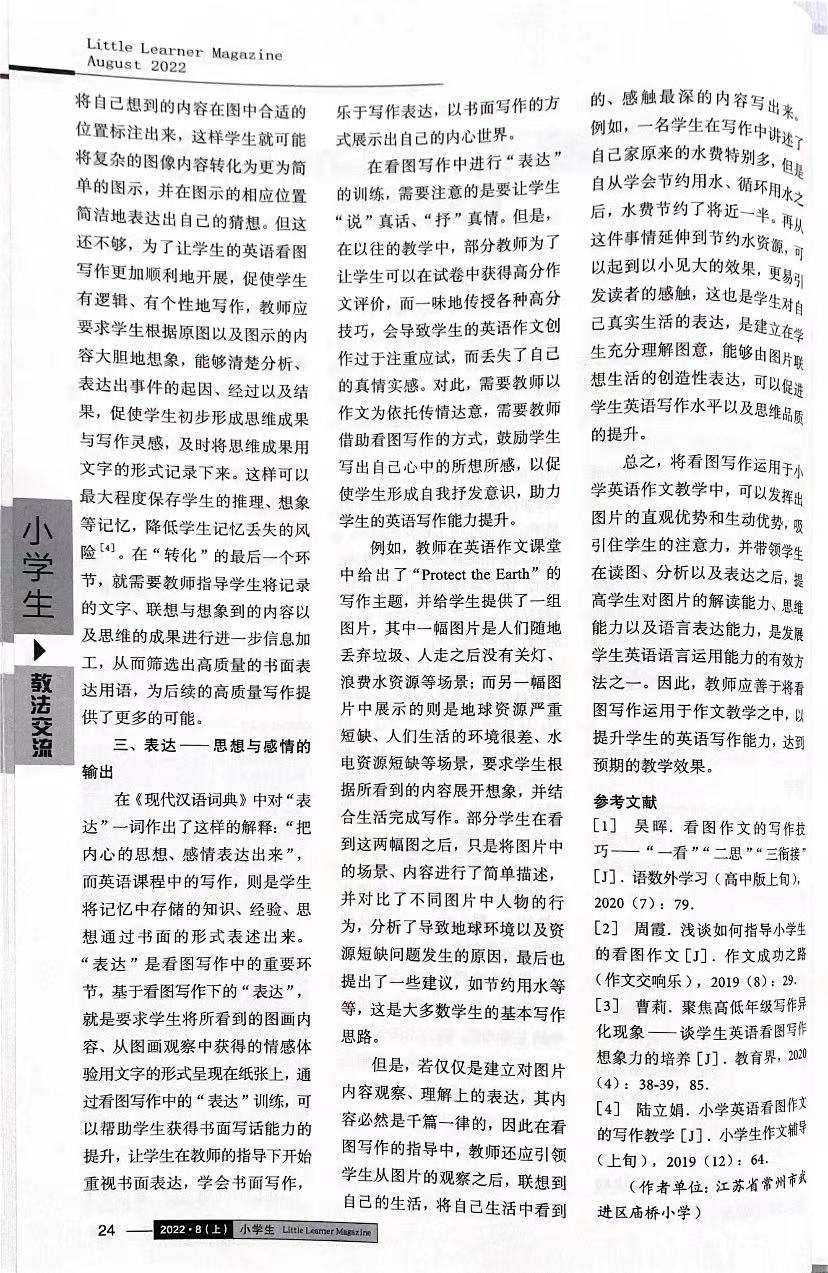 Little Learner Magazine
August 2022
将自己想到的内容在图中合适的
位置标注出来，这样学生就可能
将复杂的图像内容转化为更为简
单的图示，并在图示的相应位置
简洁地表达出自己的猜想。但这
还不够，为了让学生的英语看图
写作更加顺利地开展，促使学生
有逻辑、有个性地写作，教师应
要求学生根据原图以及图示的内
容大胆地想象，能够清楚分析、
表达出事件的起因、经过以及结
果，促使学生初步形成思维成果
与写作灵感，及时将思维成果用
文字的形式记录下来。这样可以
最大程度保存学生的推理、想象
等记忆，降低学生记忆丢失的风
险[4]。在“转化”的最后一个环
节，就需要教师指导学生将记录
的文字、联想与想象到的内容以
及思维的成果进行进一步信息加
工，从而筛选出高质量的书面表
达用语，为后续的高质量写作提
供了更多的可能。
三、表达——思想与感情的
输出
在《现代汉语词典》中对“表
达”一词作出了这样的解释：“把
内心的思想、感情表达出来”，
而英语课程中的写作，则是学生
将记忆中存储的知识、经验、思
想通过书面的形式表述出来。
“表达”是看图写作中的重要环
节，基于看图写作下的“表达”，
就是要求学生将所看到的图画内
容、从图画观察中获得的情感体
验用文字的形式呈现在纸张上，通
过看图写作中的“表达”训练，可
以帮助学生获得书面写话能力的
提升，让学生在教师的指导下开始
重视书面表达，学会书面写作，
乐于写作表达，以书面写作的方
式展示出自己的内心世界。
在看图写作中进行“表达”
的训练，需要注意的是要让学生
“说”真话、“抒”真情。但是，
在以往的教学中，部分教师为了
让学生可以在试卷中获得高分作
文评价，而一味地传授各种高分
技巧，会导致学生的英语作文创
作过于注重应试，而丢失了自己
的真情实感。对此，需要教师以
作文为依托传情达意，需要教师
借助看图写作的方式，鼓励学生
写出自己心中的所想所感，以促
使学生形成自我抒发意识，助力
学生的英语写作能力提升。
例如，教师在英语作文课堂
中给出了“Protect the Earth”的
写作主题，并给学生提供了一组
图片，其中一幅图片是人们随地
丢弃垃圾、人走之后没有关灯、
浪费水资源等场景；而另一幅图
片中展示的则是地球资源严重
短缺、人们生活的环境很差、水
电资源短缺等场景，要求学生根
据所看到的内容展开想象，并结
合生活完成写作。部分学生在看
到这两幅图之后，只是将图片中
的场景、内容进行了简单描述，
并对比了不同图片中人物的行
为，分析了导致地球环境以及资
源短缺问题发生的原因，最后也
提出了一些建议，如节约用水等
等，这是大多数学生的基本写作
思路。
但是，若仅仅是建立对图片
内容观察、理解上的表达，其内
容必然是千篇一律的，因此在看
图写作的指导中，教师还应引领
学生从图片的观察之后，联想到
自己的生活，将自己生活中看到
的、感触最深的内容写出来。
例如，一名学生在写作中讲述了
自己家原来的水费特别多，但是
自从学会节约用水、循环用水之
后，水费节约了将近一半。再从
这件事情延伸到节约水资源，可
以起到以小见大的效果，更易引
发读者的感触，这也是学生对自
己真实生活的表达，是建立在学
生充分理解图意，能够由图片联
想生活的创造性表达，可以促进
学生英语写作水平以及思维品质
的提升。
总之，将看图写作运用于小
学英语作文教学中，可以发挥出
图片的直观优势和生动优势，吸
引住学生的注意力，并带领学生
在读图、分析以及表达之后，提
高学生对图片的解读能力、思维
能力以及语言表达能力，是发展
学生英语语言运用能力的有效方
法之一。因此，教师应善于将看
图写作运用于作文教学之中，以
提升学生的英语写作能力，达到
预期的教学效果。
参考文献
[1] 吴晖．看图作文的写作技
巧——“一看”“二思”“三衔接”
[J]．语数外学习（高中版上旬），
2020（7）：79．
[2] 周霞．浅谈如何指导小学生
的看图作文[J]．作文成功之路
（作文交响乐），2019（8）：29．
[3] 曹莉．聚焦高低年级写作异
化现象——谈学生英语看图写作
想象力的培养[J]．教育界，2020
（4）：38-39，85．
[4] 陆立娟．小学英语看图作文
的写作教学[J]．小学生作文辅导
（上旬），2019（12）：64．
（作者单位：江苏省常州市武
进区庙桥小学）
小学生
教法交流
24 2022·8（上） 小学生 Little Learner Magazine